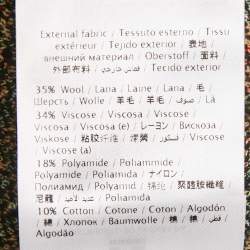 External fabric / Tessuto esterno / Tissu
extérieur / Tejido exterior / 表地 /
внешний материал / Oberstoff / 面料 /
外部布料 / قماش خارجي / Tecido exterior
35% Wool / Lana / Laine / Lana / 毛 /
Шерсть / Wolle / 羊毛 / 羊毛 / صوف / Lã
34% Viscose / Viscosa / Viscose /
Viscosa / Viscosa (e) / レーヨン / Вискоза /
Viskose / 粘胶纤维 / / فسكوز / Viscose /
Viscose (a)
18% Polyamide / Poliammide /
Polyamide / Poliamida / ナイロン /
Полиамид / Polyamid / 锦纶 / 聚醯胺纖維 /
尼龍 / / Poliamida
10% Cotton / Cotone / Coton / Algodón
/ 綿 / Хлопок / Baumwolle / 棉 / 棉 / قطن /
Algodão